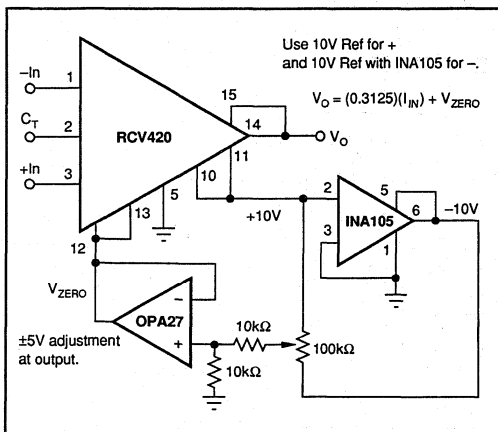 Use 10V Ref for +
and 10V Ref with INA105 for –.
V_O = (0.3125)(I_IN) + V_ZERO
–In
1
C_T
2
+In
3
RCV420
15
14
V_O
11
10
5
13
12
+10V
2
5
6
–10V
INA105
3
1
V_ZERO
–
OPA27
+
±5V adjustment
at output.
10kΩ
10kΩ
100kΩ